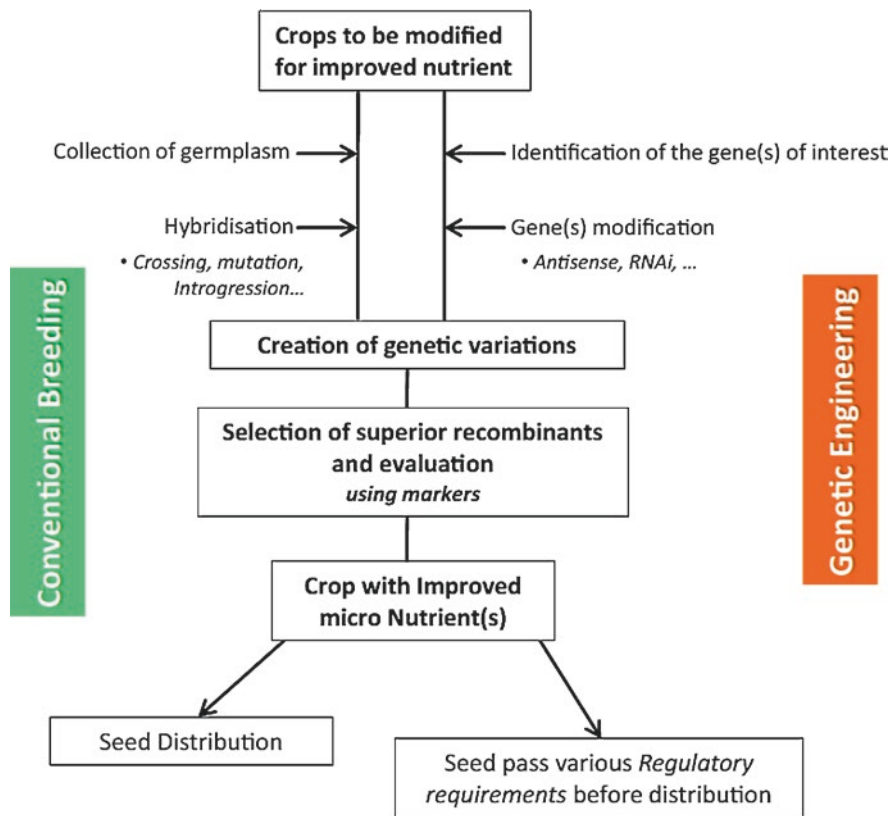 Crops to be modified
for improved nutrient
Collection of germplasm
Identification of the gene(s) of interest
Hybridisation
• Crossing, mutation,
Introgression...
Gene(s) modification
• Antisense, RNAi, ...
Conventional Breeding
Genetic Engineering
Creation of genetic variations
Selection of superior recombinants
and evaluation
using markers
Crop with Improved
micro Nutrient(s)
Seed Distribution
Seed pass various Regulatory
requirements before distribution